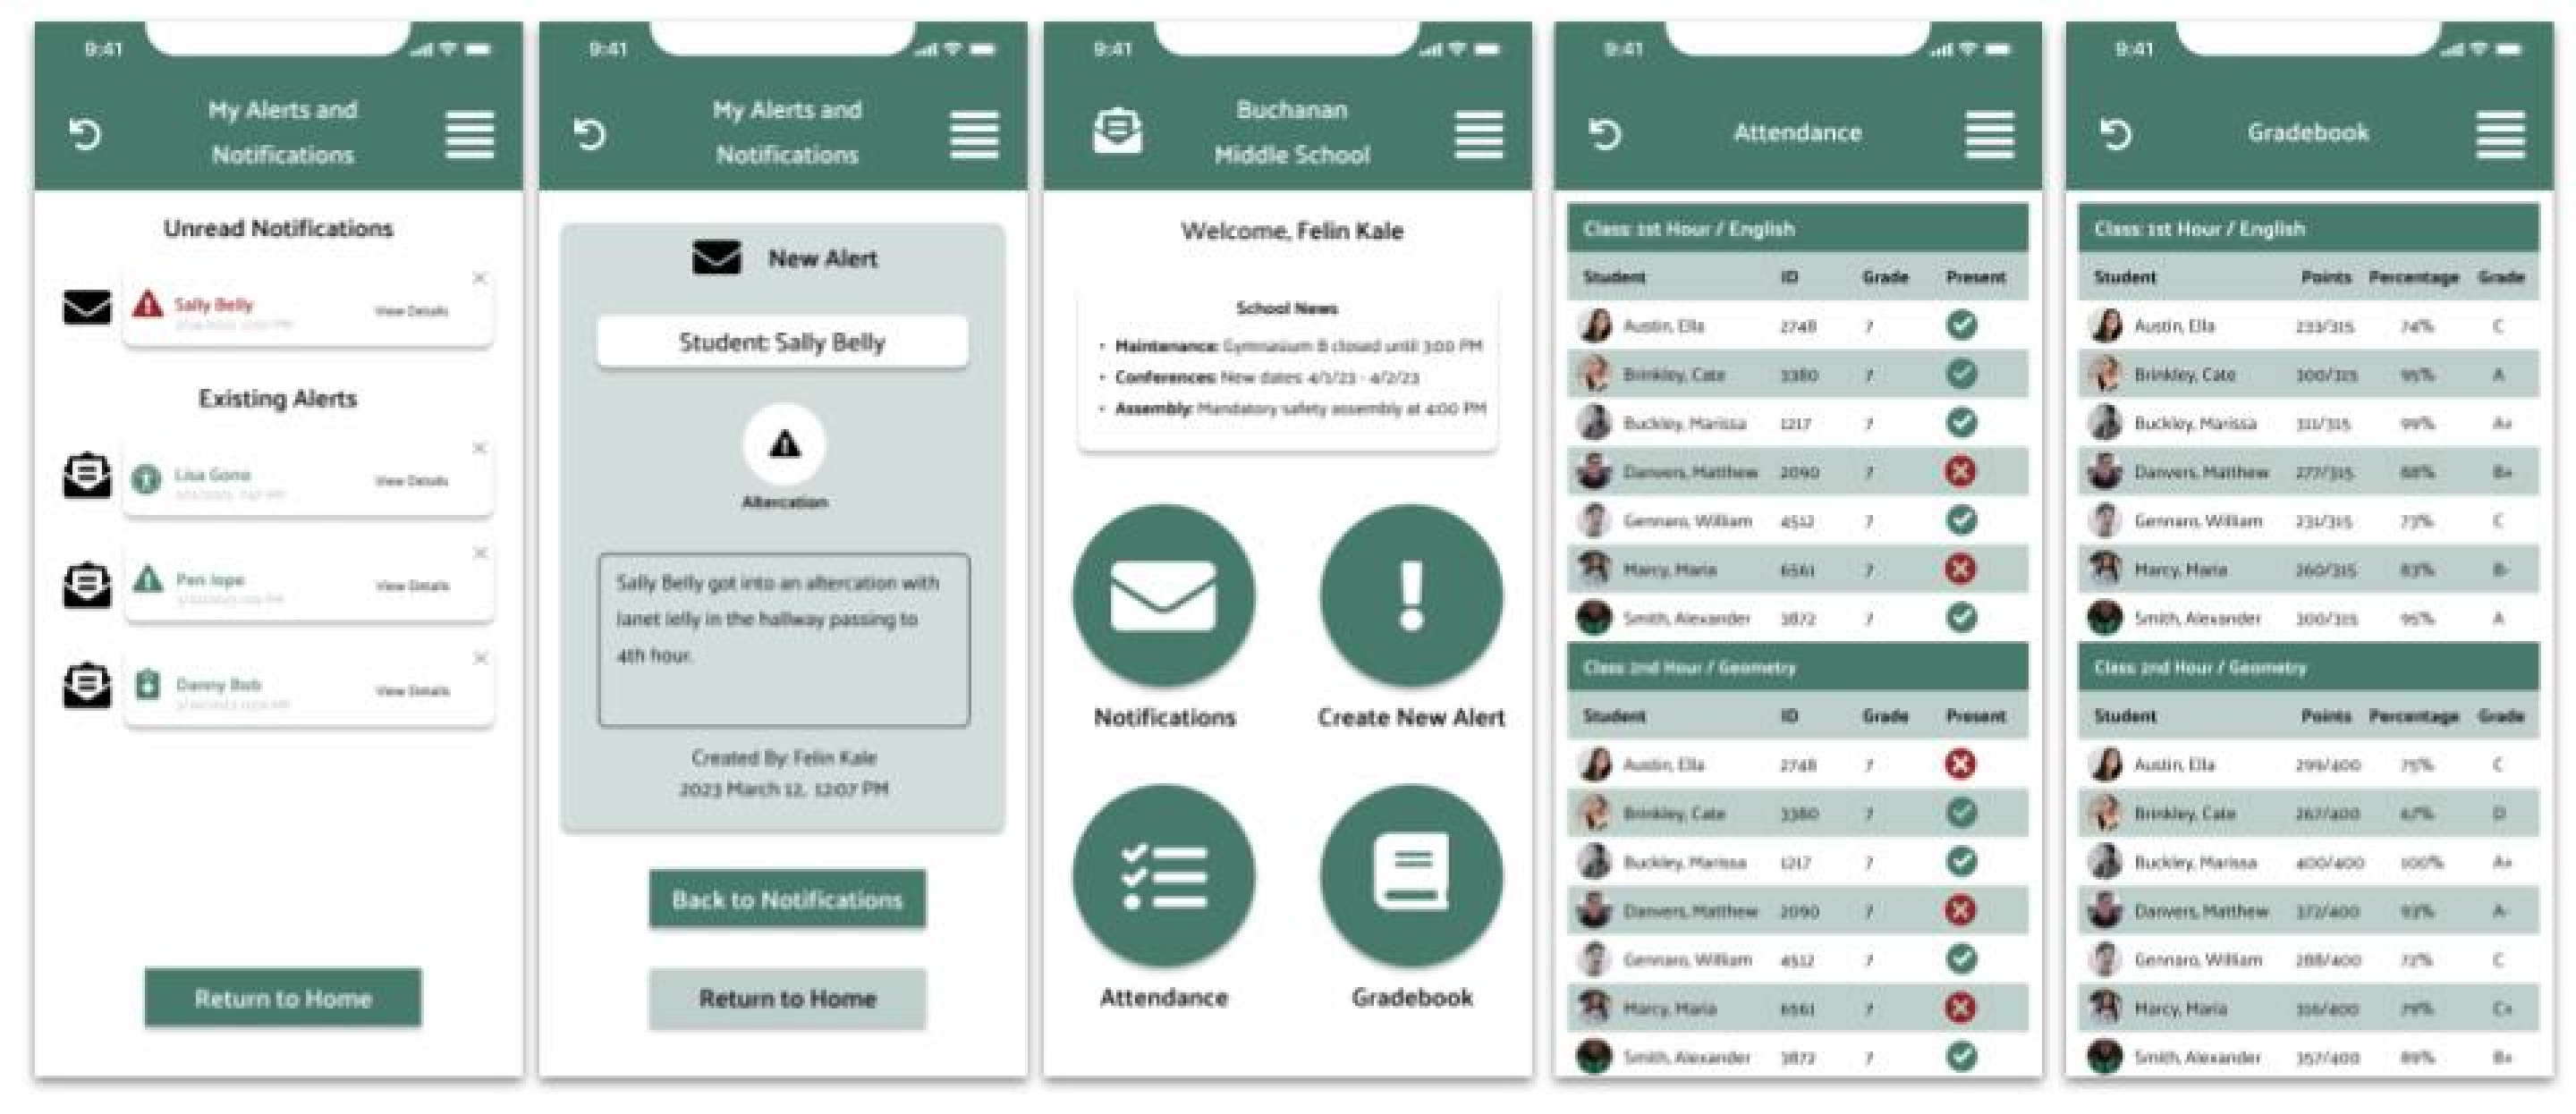 9:41
My Alerts and
Notifications
Unread Notifications
Sally Belly
View Details
Existing Alerts
Lisa Gono
View Details
Pen lope
View Details
Danny Bob
View Details
Return to Home
9:41
My Alerts and
Notifications
New Alert
Student: Sally Belly
Altercation
Sally Belly got into an altercation with
Janet Jelly in the hallway passing to
4th hour.
Created By: Felin Kale
2023 March 12, 12:07 PM
Back to Notifications
Return to Home
9:41
Buchanan
Middle School
Welcome, Felin Kale
School News
• Maintenance: Gymnasium B closed until 3:00 PM
• Conferences: New dates: 4/1/23 - 4/2/23
• Assembly: Mandatory safety assembly at 4:00 PM
Notifications
Create New Alert
Attendance
Gradebook
9:41
Attendance
Class: 1st Hour / English
Student ID Grade Present
Austin, Ella 2748 7
Brinkley, Cate 3380 7
Buckley, Marissa 1217 7
Danvers, Matthew 2090 7
Gennaro, William 4512 7
Marcy, Maria 6561 7
Smith, Alexander 3872 7
Class: 2nd Hour / Geometry
Student ID Grade Present
Austin, Ella 2748 7
Brinkley, Cate 3380 7
Buckley, Marissa 1217 7
Danvers, Matthew 2090 7
Gennaro, William 4512 7
Marcy, Maria 6561 7
Smith, Alexander 3872 7
9:41
Gradebook
Class: 1st Hour / English
Student Points Percentage Grade
Austin, Ella 233/315 74% C
Brinkley, Cate 300/315 95% A
Buckley, Marissa 311/315 99% A+
Danvers, Matthew 277/315 88% B+
Gennaro, William 231/315 73% C
Marcy, Maria 260/315 83% B-
Smith, Alexander 300/315 95% A
Class: 2nd Hour / Geometry
Student Points Percentage Grade
Austin, Ella 299/400 75% C
Brinkley, Cate 267/400 67% D
Buckley, Marissa 400/400 100% A+
Danvers, Matthew 372/400 93% A-
Gennaro, William 288/400 72% C
Marcy, Maria 316/400 79% C+
Smith, Alexander 357/400 89% B+